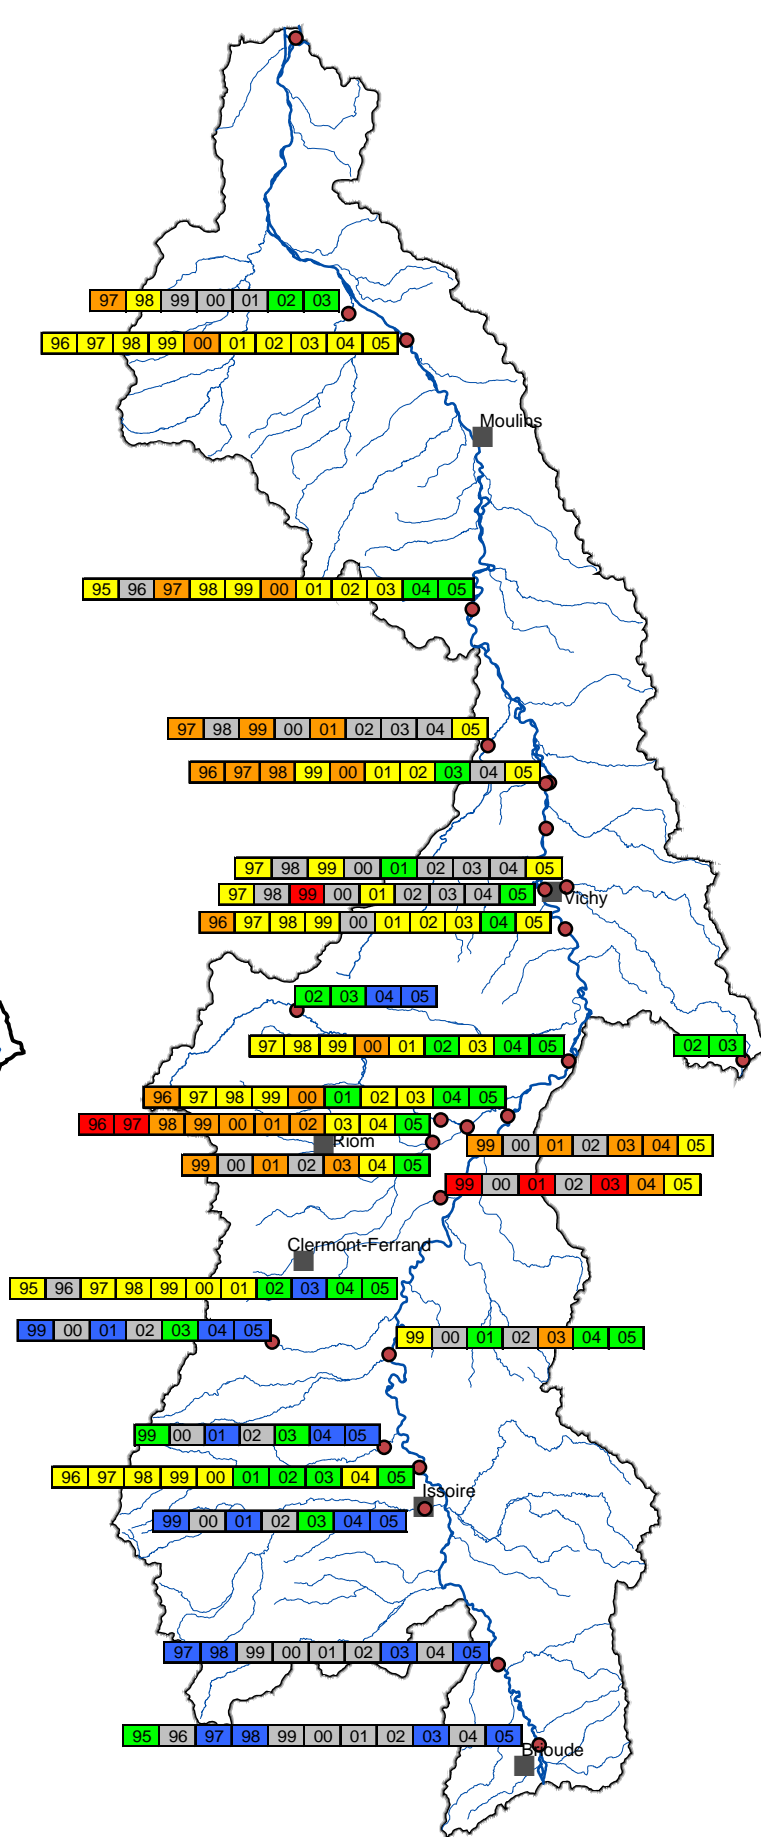 97 98 99 00 01 02 03
96 97 98 99 00 01 02 03 04 05
Moulins
95 96 97 98 99 00 01 02 03 04 05
97 98 99 00 01 02 03 04 05
96 97 98 99 00 01 02 03 04 05
97 98 99 00 01 02 03 04 05
97 98 99 00 01 02 03 04 05
Vichy
96 97 98 99 00 01 02 03 04 05
02 03 04 05
97 98 99 00 01 02 03 04 05
02 03
96 97 98 99 00 01 02 03 04 05
96 97 98 99 00 01 02 03 04 05
Riom
99 00 01 02 03 04 05
99 00 01 02 03 04 05
99 00 01 02 03 04 05
Clermont-Ferrand
95 96 97 98 99 00 01 02 03 04 05
99 00 01 02 03 04 05
99 00 01 02 03 04 05
99 00 01 02 03 04 05
96 97 98 99 00 01 02 03 04 05
Issoire
99 00 01 02 03 04 05
97 98 99 00 01 02 03 04 05
95 96 97 98 99 00 01 02 03 04 05
Brioude